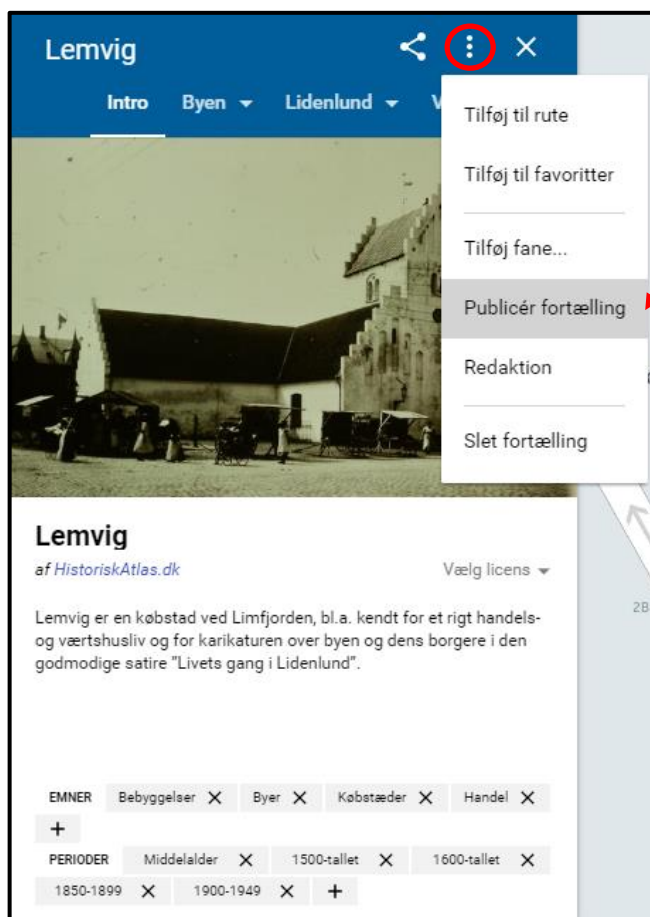 Lemvig
Intro Byen Lidenlund V
Tilføj til rute
Tilføj til favoritter
Tilføj fane...
Publicér fortælling
Redaktion
Slet fortælling
Lemvig
af HistoriskAtlas.dk Vælg licens
Lemvig er en købstad ved Limfjorden, bl.a. kendt for et rigt handels-
og værtshusliv og for karikaturen over byen og dens borgere i den
godmodige satire "Livets gang i Lidenlund".
EMNER Bebyggelser X Byer X Købstæder X Handel X
+
PERIODER Middelalder X 1500-tallet X 1600-tallet X
1850-1899 X 1900-1949 X +
2B